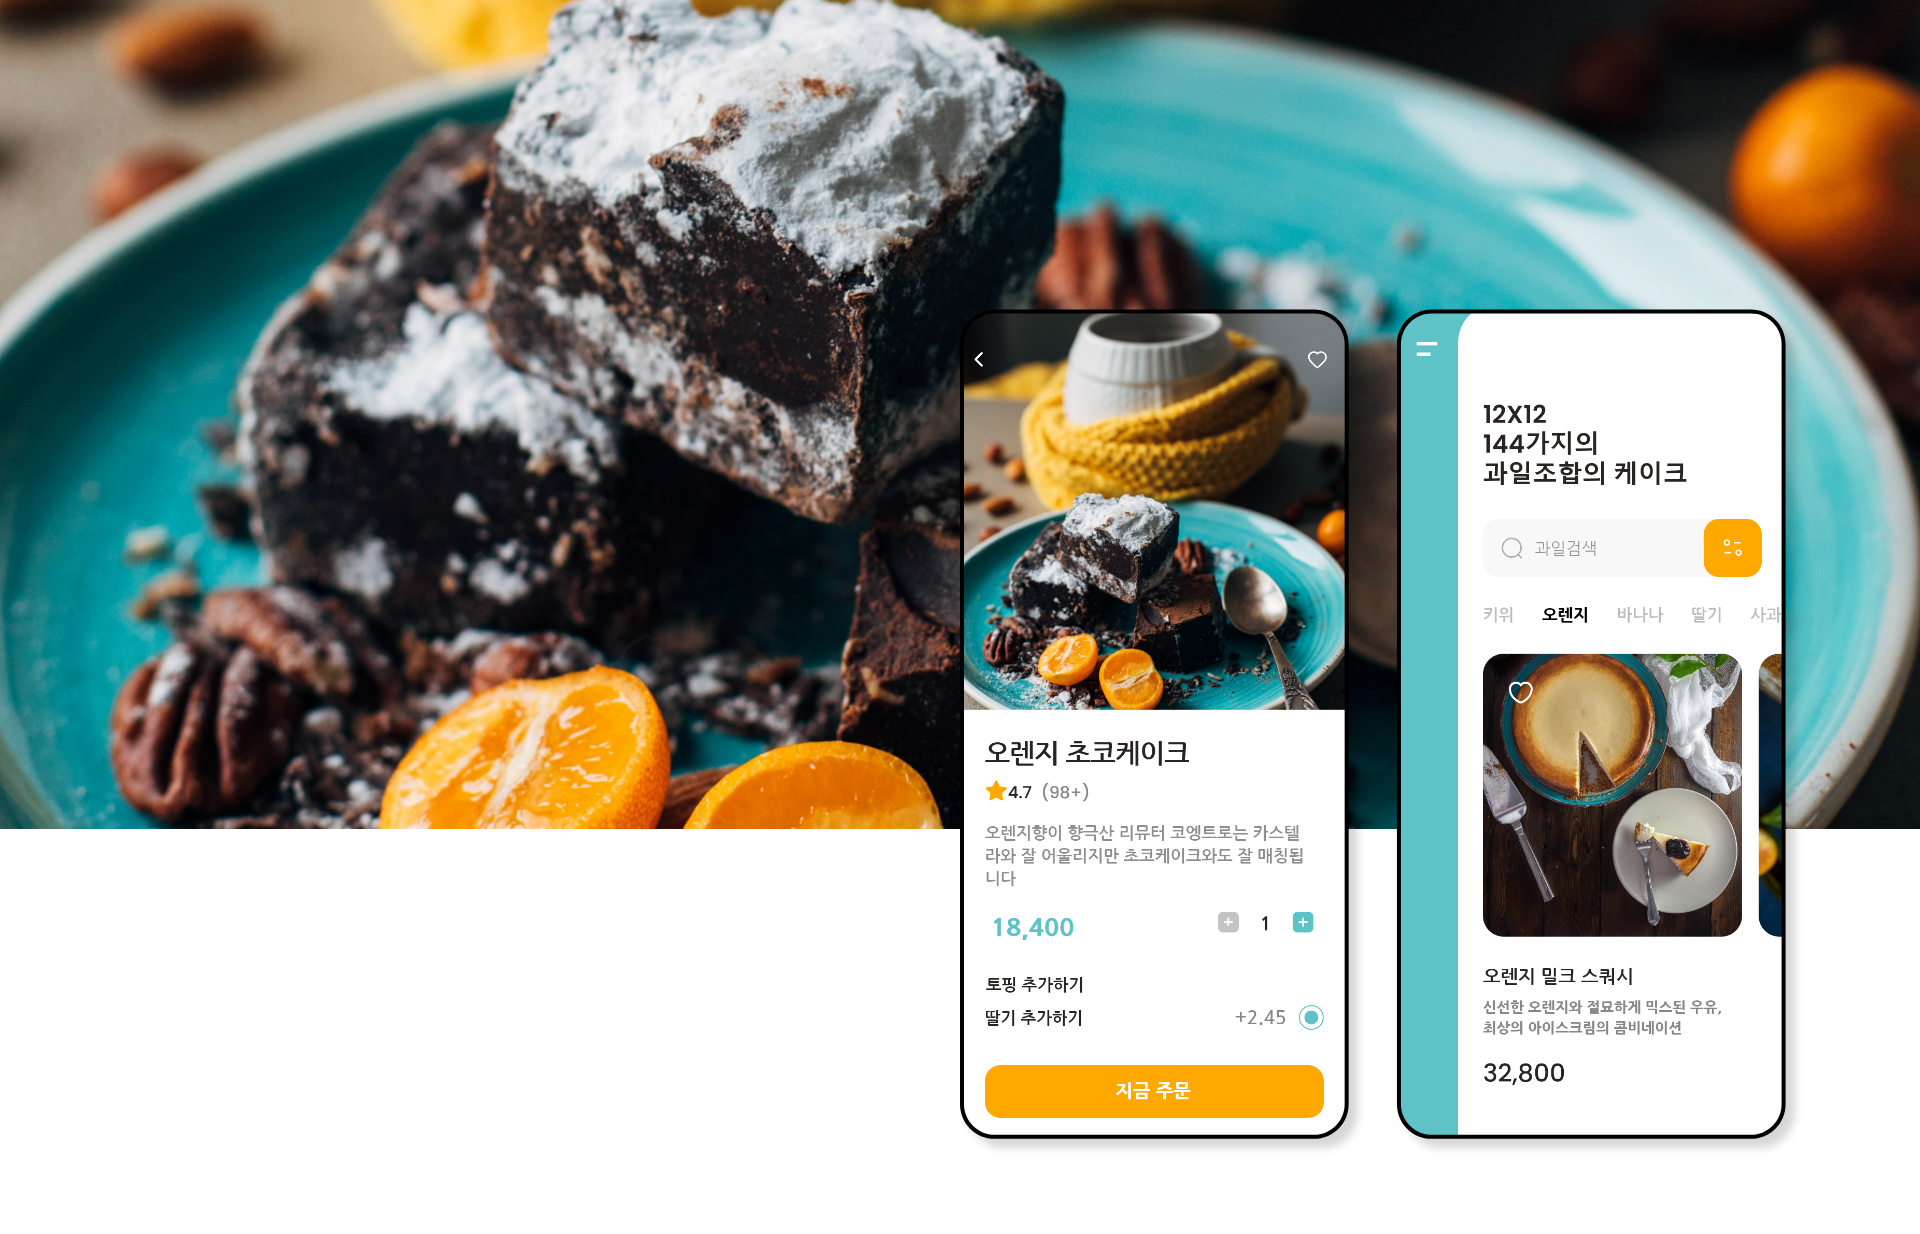 오렌지 초코케이크
4.7 (98+)
오렌지향이 향극산 리뮤터 코엥트로는 카스텔
라와 잘 어울리지만 초코케이크와도 잘 매칭됩
니다
18,400
+ 1 +
토핑 추가하기
딸기 추가하기 +2.45
지금 주문
12X12
144가지의
과일조합의 케이크
과일검색
키위 오렌지 바나나 딸기 사과
오렌지 밀크 스쿼시
신선한 오렌지와 절묘하게 믹스된 우유,
최상의 아이스크림의 콤비네이션
32,800